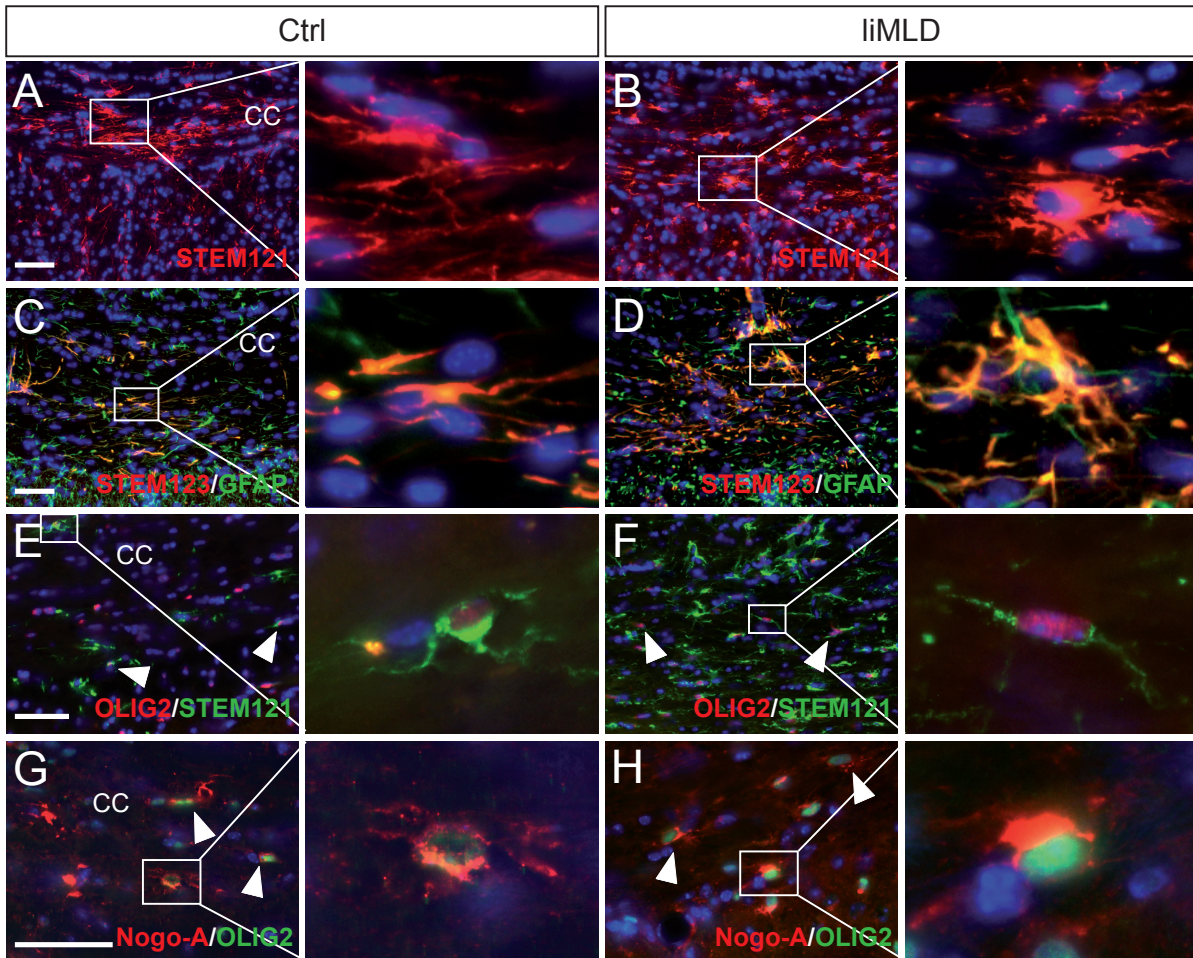 Ctrl
liMLD
A
CC
STEM121
B
STEM121
C
CC
STEM123/GFAP
D
STEM123/GFAP
E
CC
OLIG2/STEM121
F
OLIG2/STEM121
G
CC
Nogo-A/OLIG2
H
Nogo-A/OLIG2